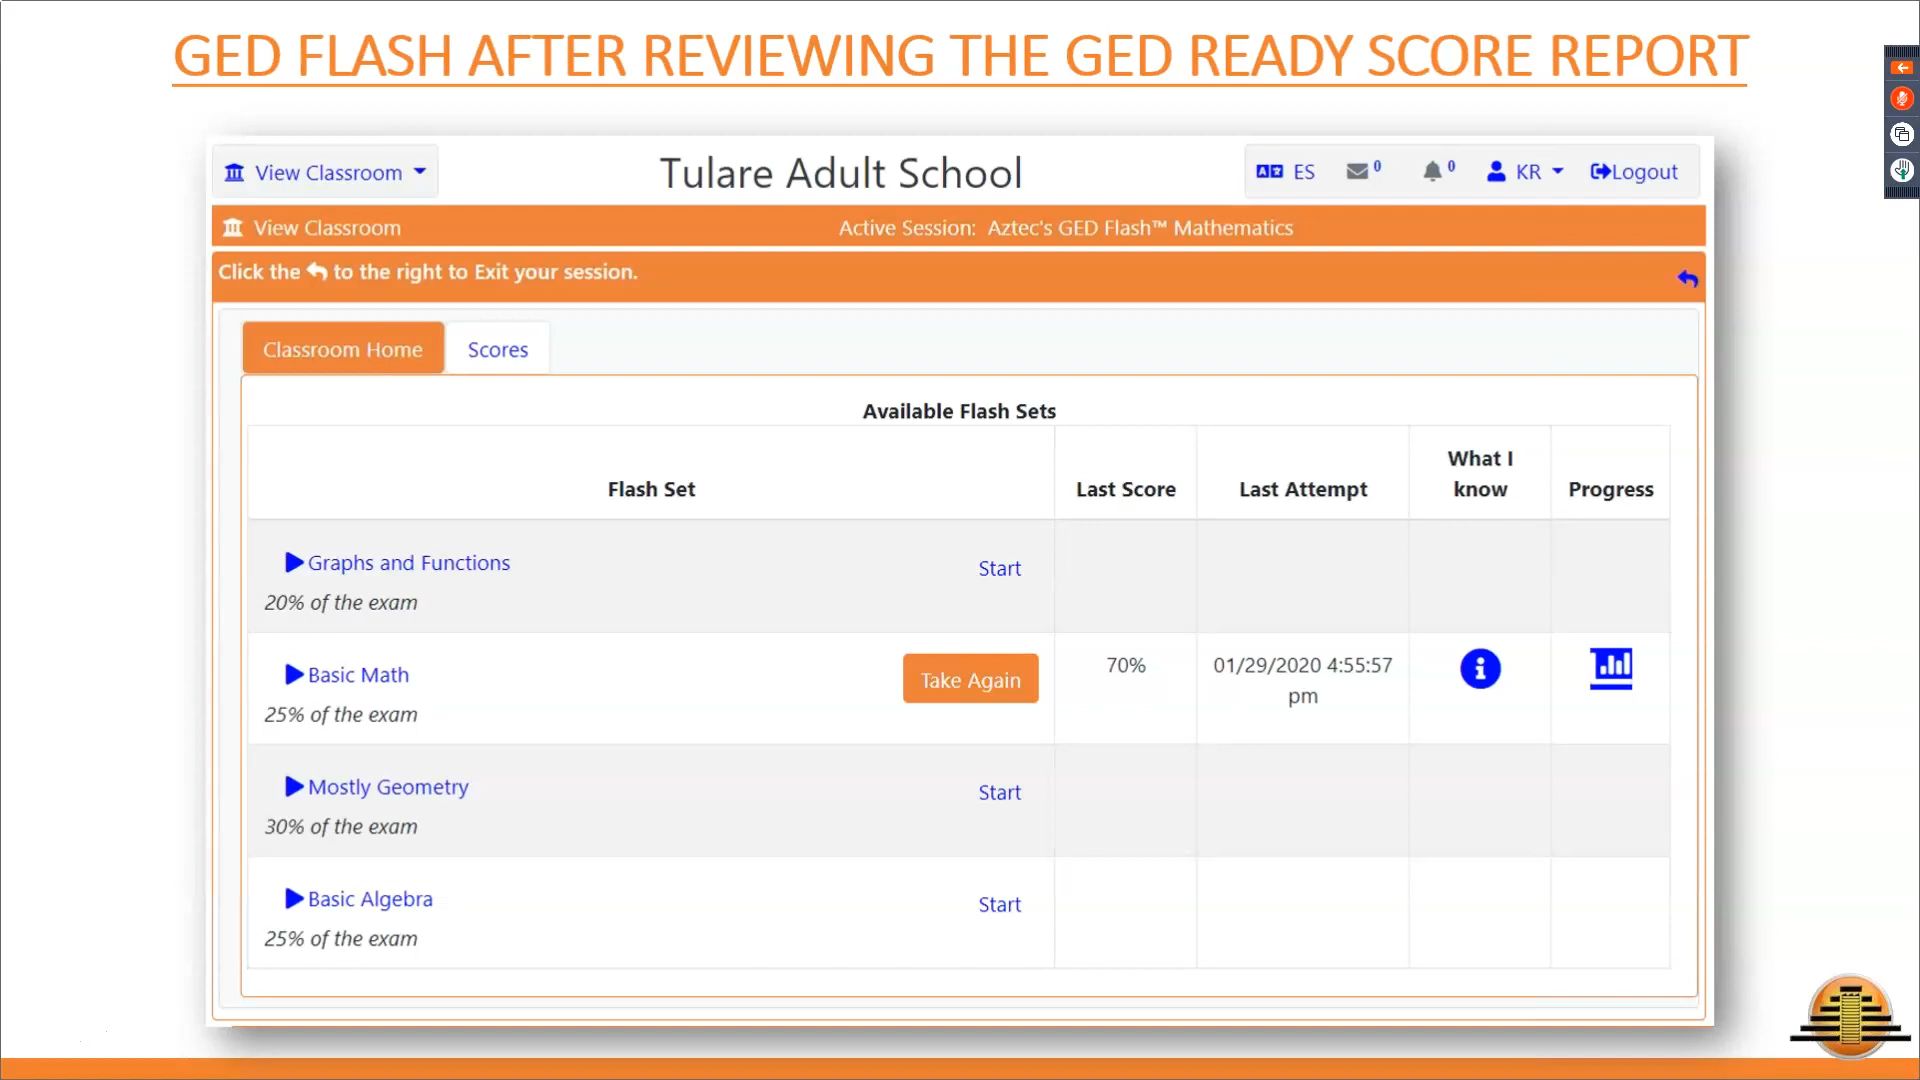 GED FLASH AFTER REVIEWING THE GED READY SCORE REPORT
View Classroom
Tulare Adult School
ES
0
0
KR
Logout
View Classroom
Active Session: Aztec's GED Flash™ Mathematics
Click the to the right to Exit your session.
Classroom Home
Scores
Available Flash Sets
Flash Set
Last Score
Last Attempt
What I
know
Progress
Graphs and Functions
Start
20% of the exam
Basic Math
Take Again
70%
01/29/2020 4:55:57
pm
25% of the exam
Mostly Geometry
Start
30% of the exam
Basic Algebra
Start
25% of the exam